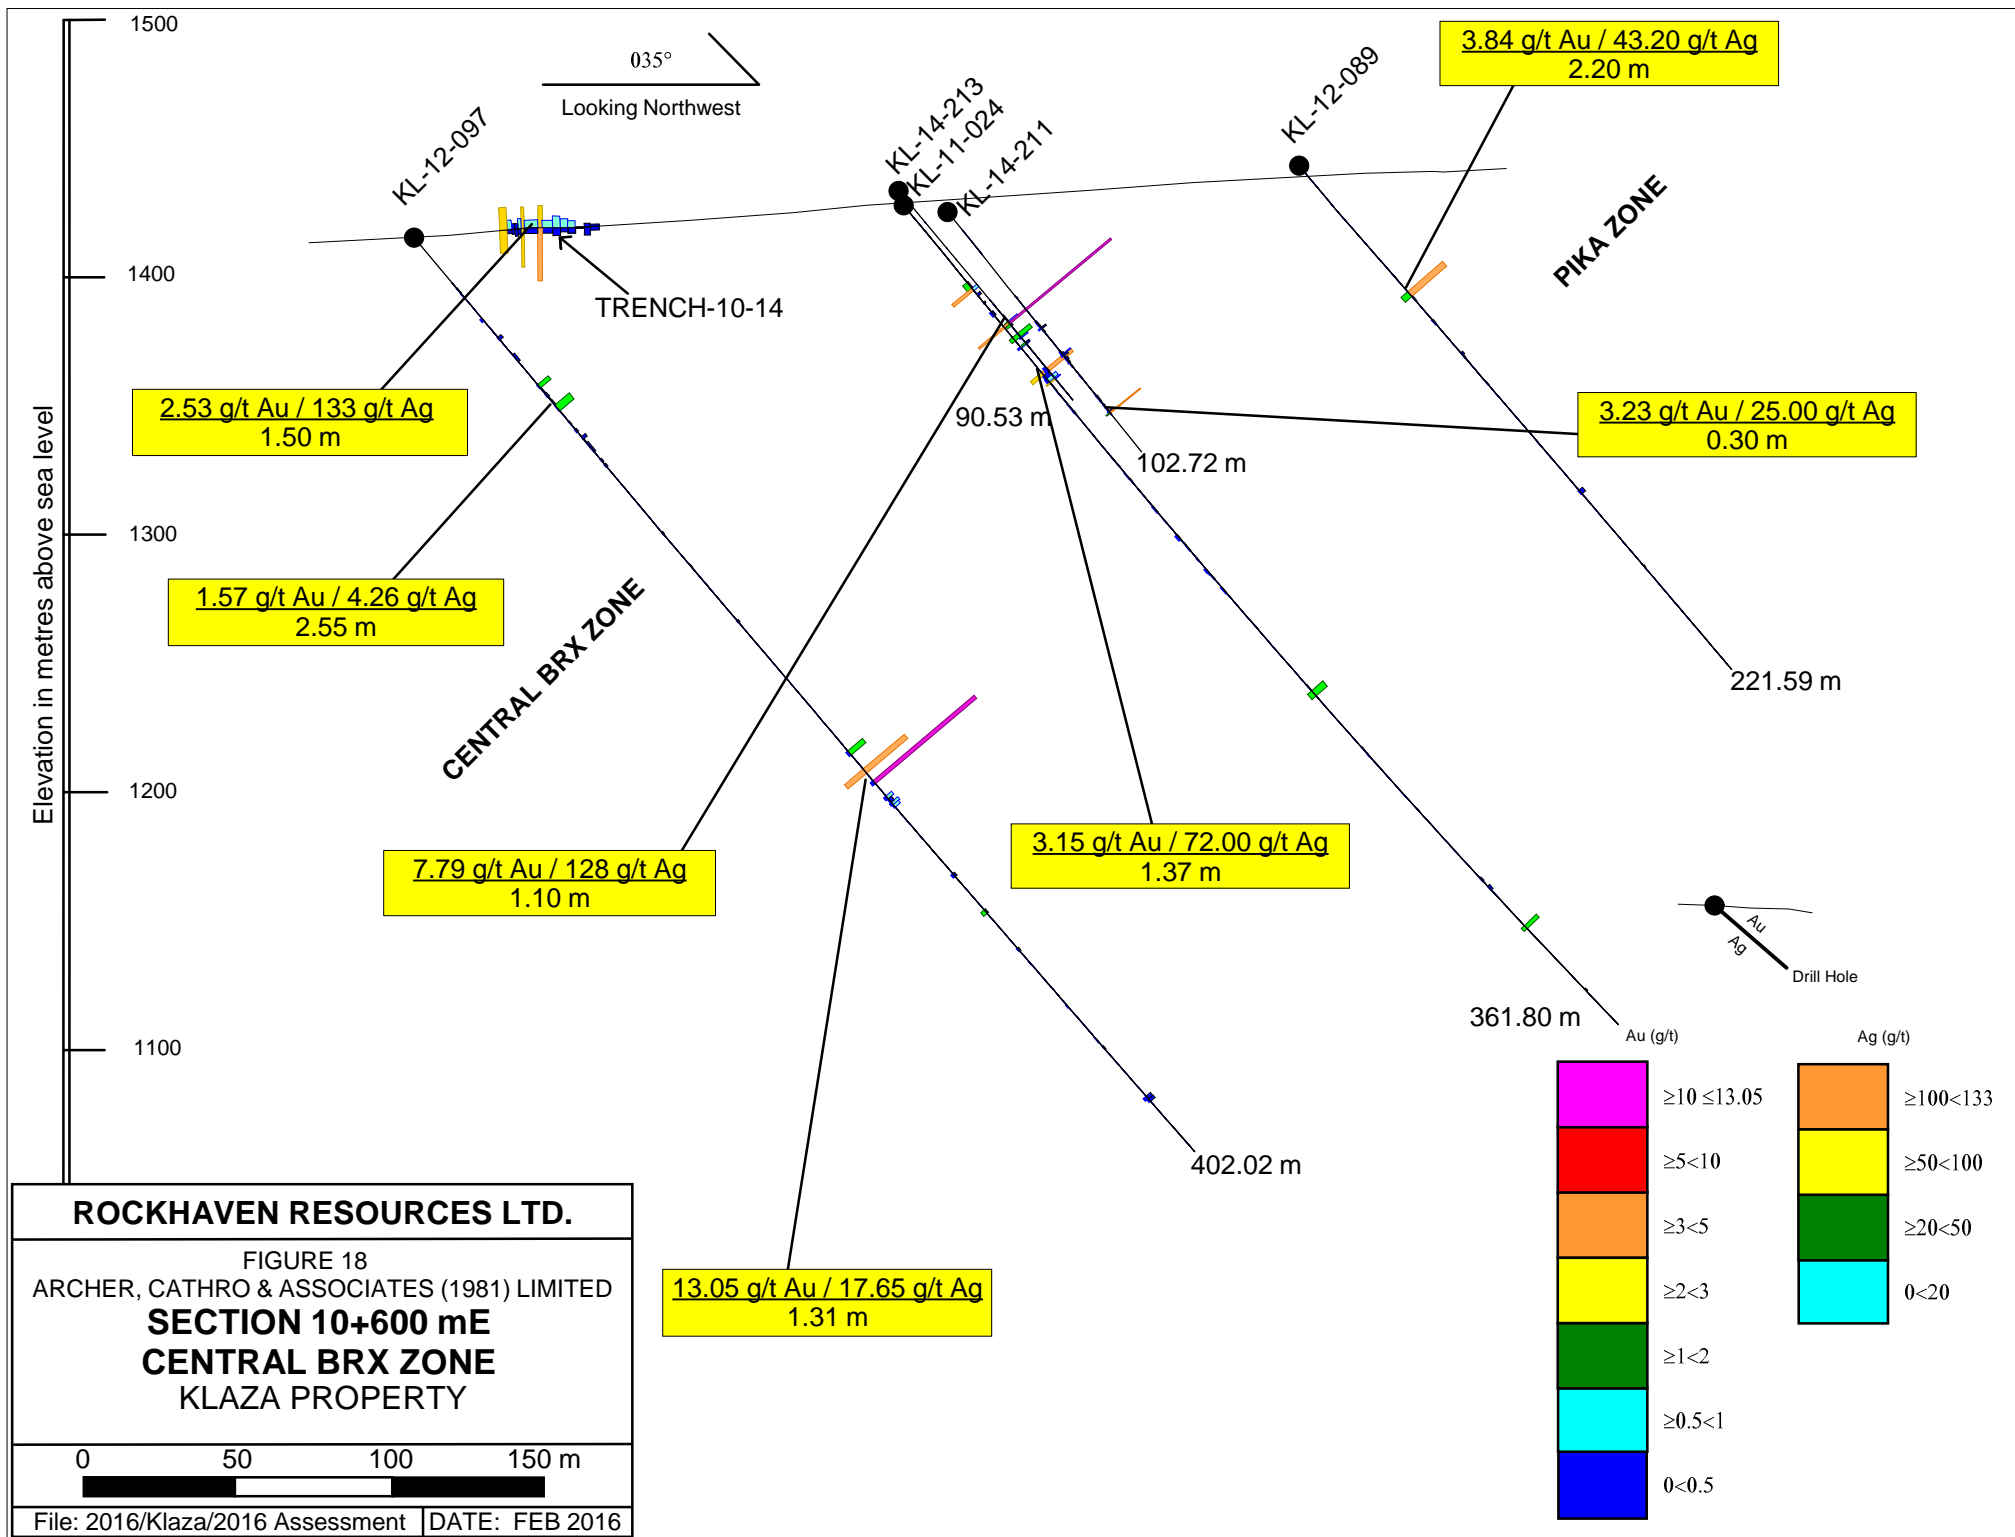 1500
035°
Looking Northwest
KL-12-097
KL-14-213
KL-11-024
KL-14-211
KL-12-089
3.84 g/t Au / 43.20 g/t Ag
2.20 m
PIKA ZONE
1400
TRENCH-10-14
2.53 g/t Au / 133 g/t Ag
1.50 m
90.53 m
102.72 m
3.23 g/t Au / 25.00 g/t Ag
0.30 m
Elevation in metres above sea level
1300
1.57 g/t Au / 4.26 g/t Ag
2.55 m
CENTRAL BRX ZONE
221.59 m
1200
7.79 g/t Au / 128 g/t Ag
1.10 m
3.15 g/t Au / 72.00 g/t Ag
1.37 m
Au
Ag
Drill Hole
361.80 m
1100
402.02 m
13.05 g/t Au / 17.65 g/t Ag
1.31 m
Au (g/t)
≥10 ≤13.05
≥5<10
≥3<5
≥2<3
≥1<2
≥0.5<1
0<0.5
Ag (g/t)
≥100<133
≥50<100
≥20<50
0<20
ROCKHAVEN RESOURCES LTD.
FIGURE 18
ARCHER, CATHRO & ASSOCIATES (1981) LIMITED
SECTION 10+600 mE
CENTRAL BRX ZONE
KLAZA PROPERTY
0 50 100 150 m
File: 2016/Klaza/2016 Assessment DATE: FEB 2016